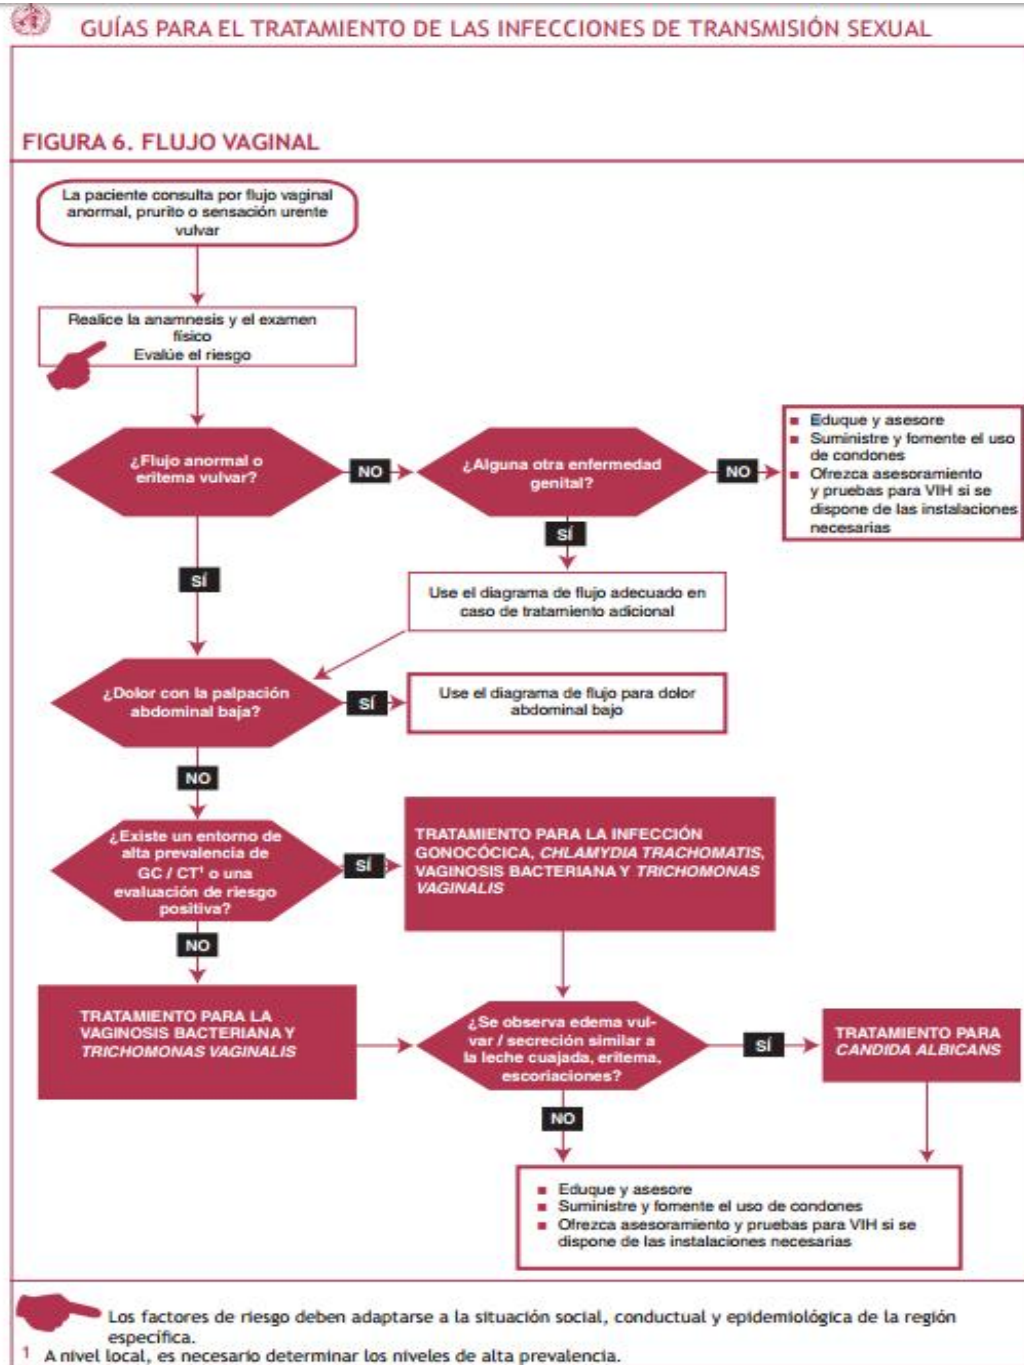 GUÍAS PARA EL TRATAMIENTO DE LAS INFECCIONES DE TRANSMISIÓN SEXUAL
FIGURA 6. FLUJO VAGINAL
La paciente consulta por flujo vaginal
anormal, prurito o sensación urente
vulvar
Realice la anamnesis y el examen
físico
Evalúe el riesgo
¿Flujo anormal o
eritema vulvar?
NO
¿Alguna otra enfermedad
genital?
NO
■ Eduque y asesore
■ Suministre y fomente el uso
de condones
■ Ofrezca asesoramiento
y pruebas para VIH si se
dispone de las instalaciones
necesarias
SÍ
SÍ
Use el diagrama de flujo adecuado en
caso de tratamiento adicional
¿Dolor con la palpación
abdominal baja?
SÍ
Use el diagrama de flujo para dolor
abdominal bajo
NO
¿Existe un entorno de
alta prevalencia de
GC / CT¹ o una
evaluación de riesgo
positiva?
SÍ
TRATAMIENTO PARA LA INFECCIÓN
GONOCÓCICA, CHLAMYDIA TRACHOMATIS,
VAGINOSIS BACTERIANA Y TRICHOMONAS
VAGINALIS
NO
TRATAMIENTO PARA LA
VAGINOSIS BACTERIANA Y
TRICHOMONAS VAGINALIS
¿Se observa edema vul-
var / secreción similar a
la leche cuajada, eritema,
escoriaciones?
SÍ
TRATAMIENTO PARA
CANDIDA ALBICANS
NO
■ Eduque y asesore
■ Suministre y fomente el uso de condones
■ Ofrezca asesoramiento y pruebas para VIH si se
dispone de las instalaciones necesarias
Los factores de riesgo deben adaptarse a la situación social, conductual y epidemiológica de la región
específica.
1 A nivel local, es necesario determinar los niveles de alta prevalencia.